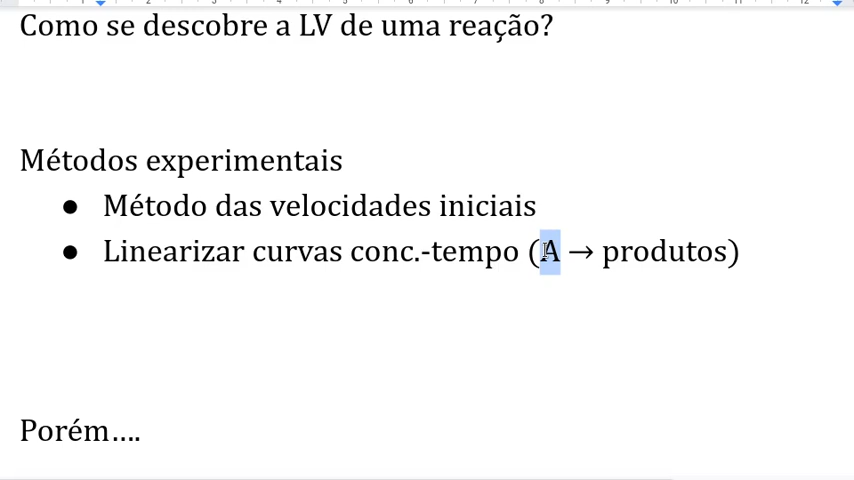 Como se descobre a LV de uma reação?
Métodos experimentais
● Método das velocidades iniciais
● Linearizar curvas conc.-tempo (A → produtos)
Porém....